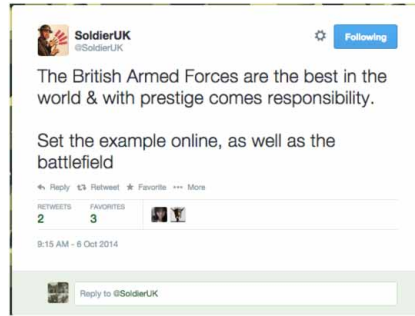 SoldierUK
@SoldierUK
Following
The British Armed Forces are the best in the
world & with prestige comes responsibility.
Set the example online, as well as the
battlefield
Reply Retweet Favorite More
RETWEETS FAVORITES
2 3
9:15 AM - 6 Oct 2014
Reply to @SoldierUK